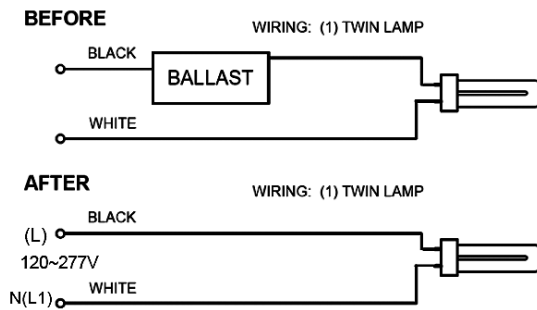 BEFORE
WIRING: (1) TWIN LAMP
BLACK
BALLAST
WHITE
AFTER
WIRING: (1) TWIN LAMP
BLACK
(L)
120~277V
WHITE
N(L1)